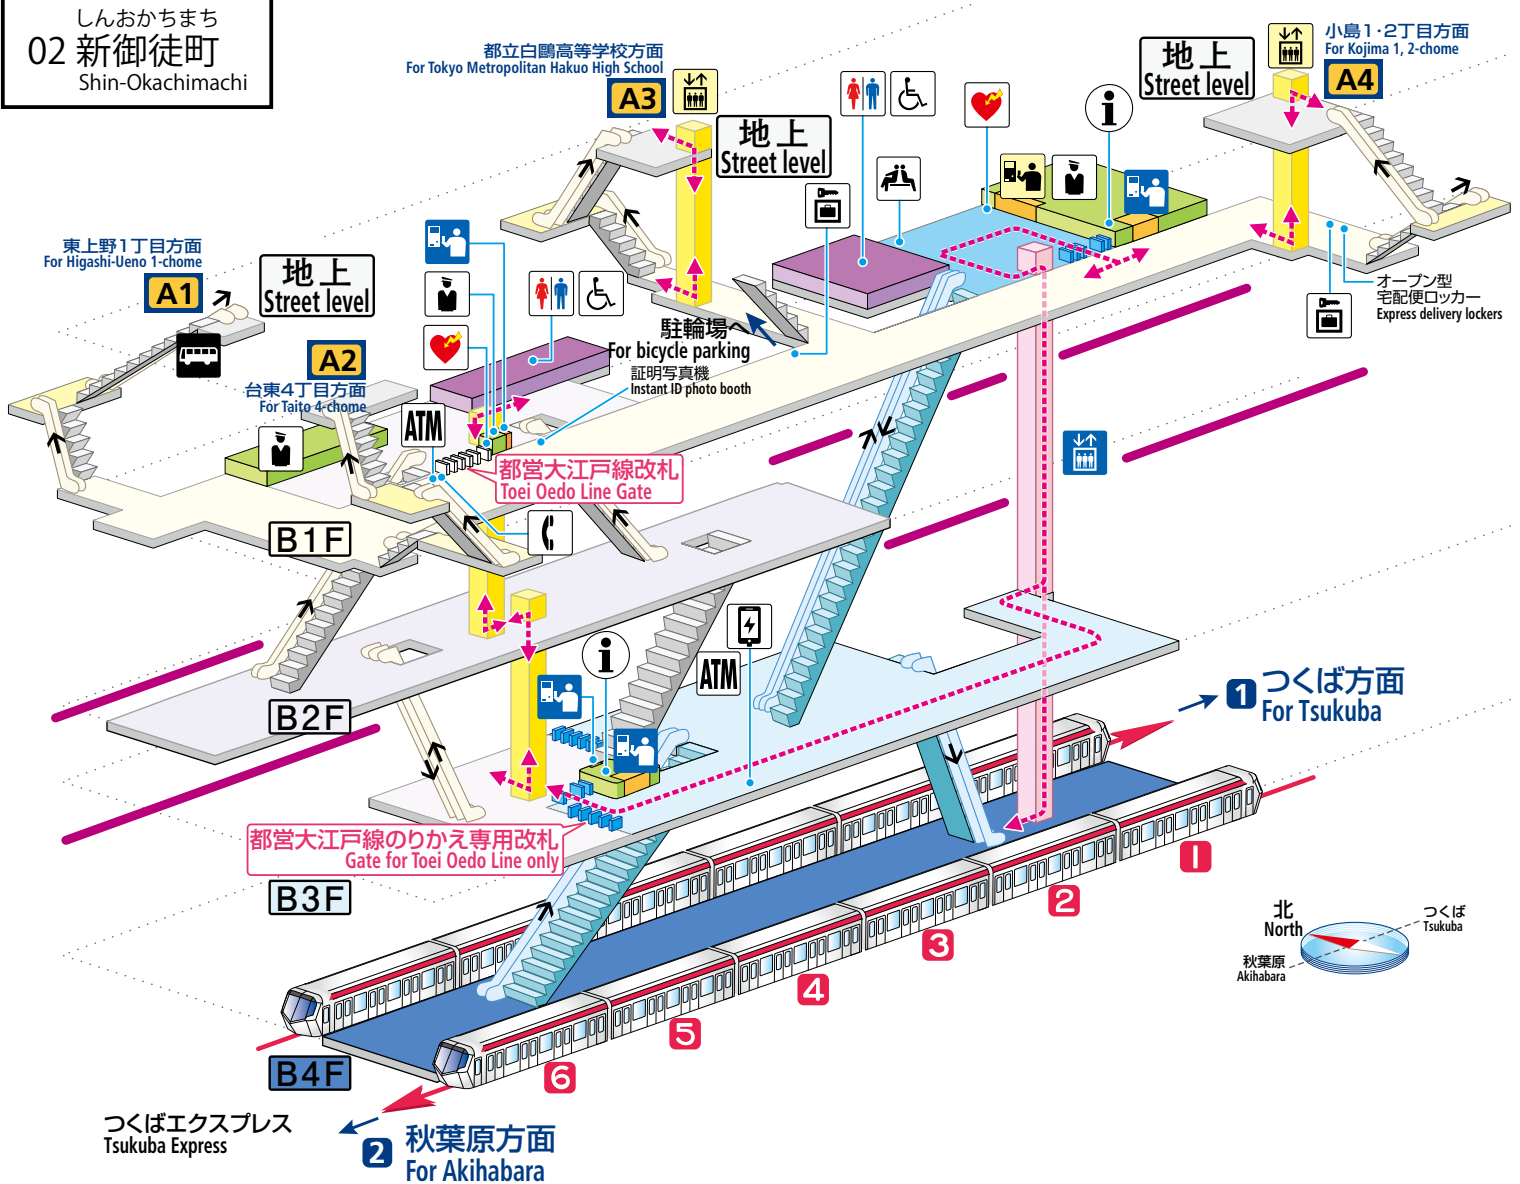 しんおかちまち
02 新御徒町
Shin-Okachimachi
都立白鷗高等学校方面
For Tokyo Metropolitan Hakuo High School
A3
地上
Street level
地上
Street level
小島1・2丁目方面
For Kojima 1, 2-chome
A4
東上野1丁目方面
For Higashi-Ueno 1-chome
A1
地上
Street level
A2
台東4丁目方面
For Taito 4-chome
駐輪場へ
For bicycle parking
証明写真機
Instant ID photo booth
オープン型
宅配便ロッカー
Express delivery lockers
ATM
都営大江戸線改札
Toei Oedo Line Gate
B1F
B2F
ATM
1 つくば方面
For Tsukuba
都営大江戸線のりかえ専用改札
Gate for Toei Oedo Line only
B3F
1
2
3
4
5
6
北
North
つくば
Tsukuba
秋葉原
Akihabara
B4F
つくばエクスプレス
Tsukuba Express
2 秋葉原方面
For Akihabara